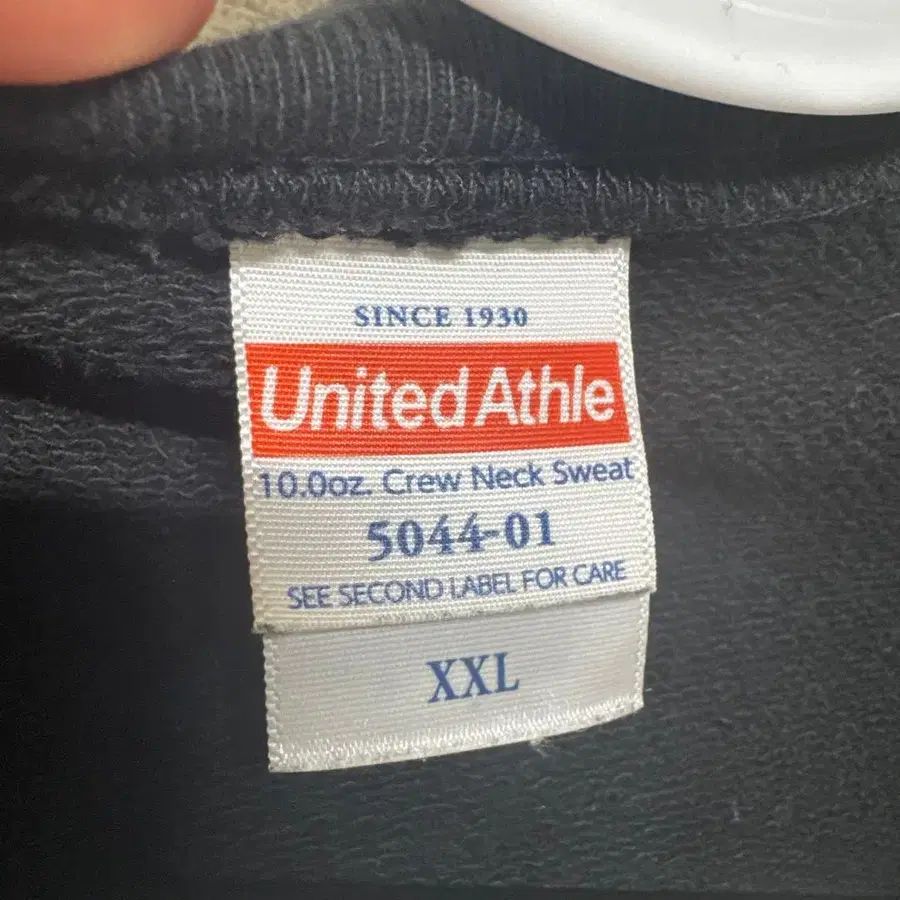 SINCE 1930
United Athle
10.0oz. Crew Neck Sweat
5044-01
SEE SECOND LABEL FOR CARE
XXL